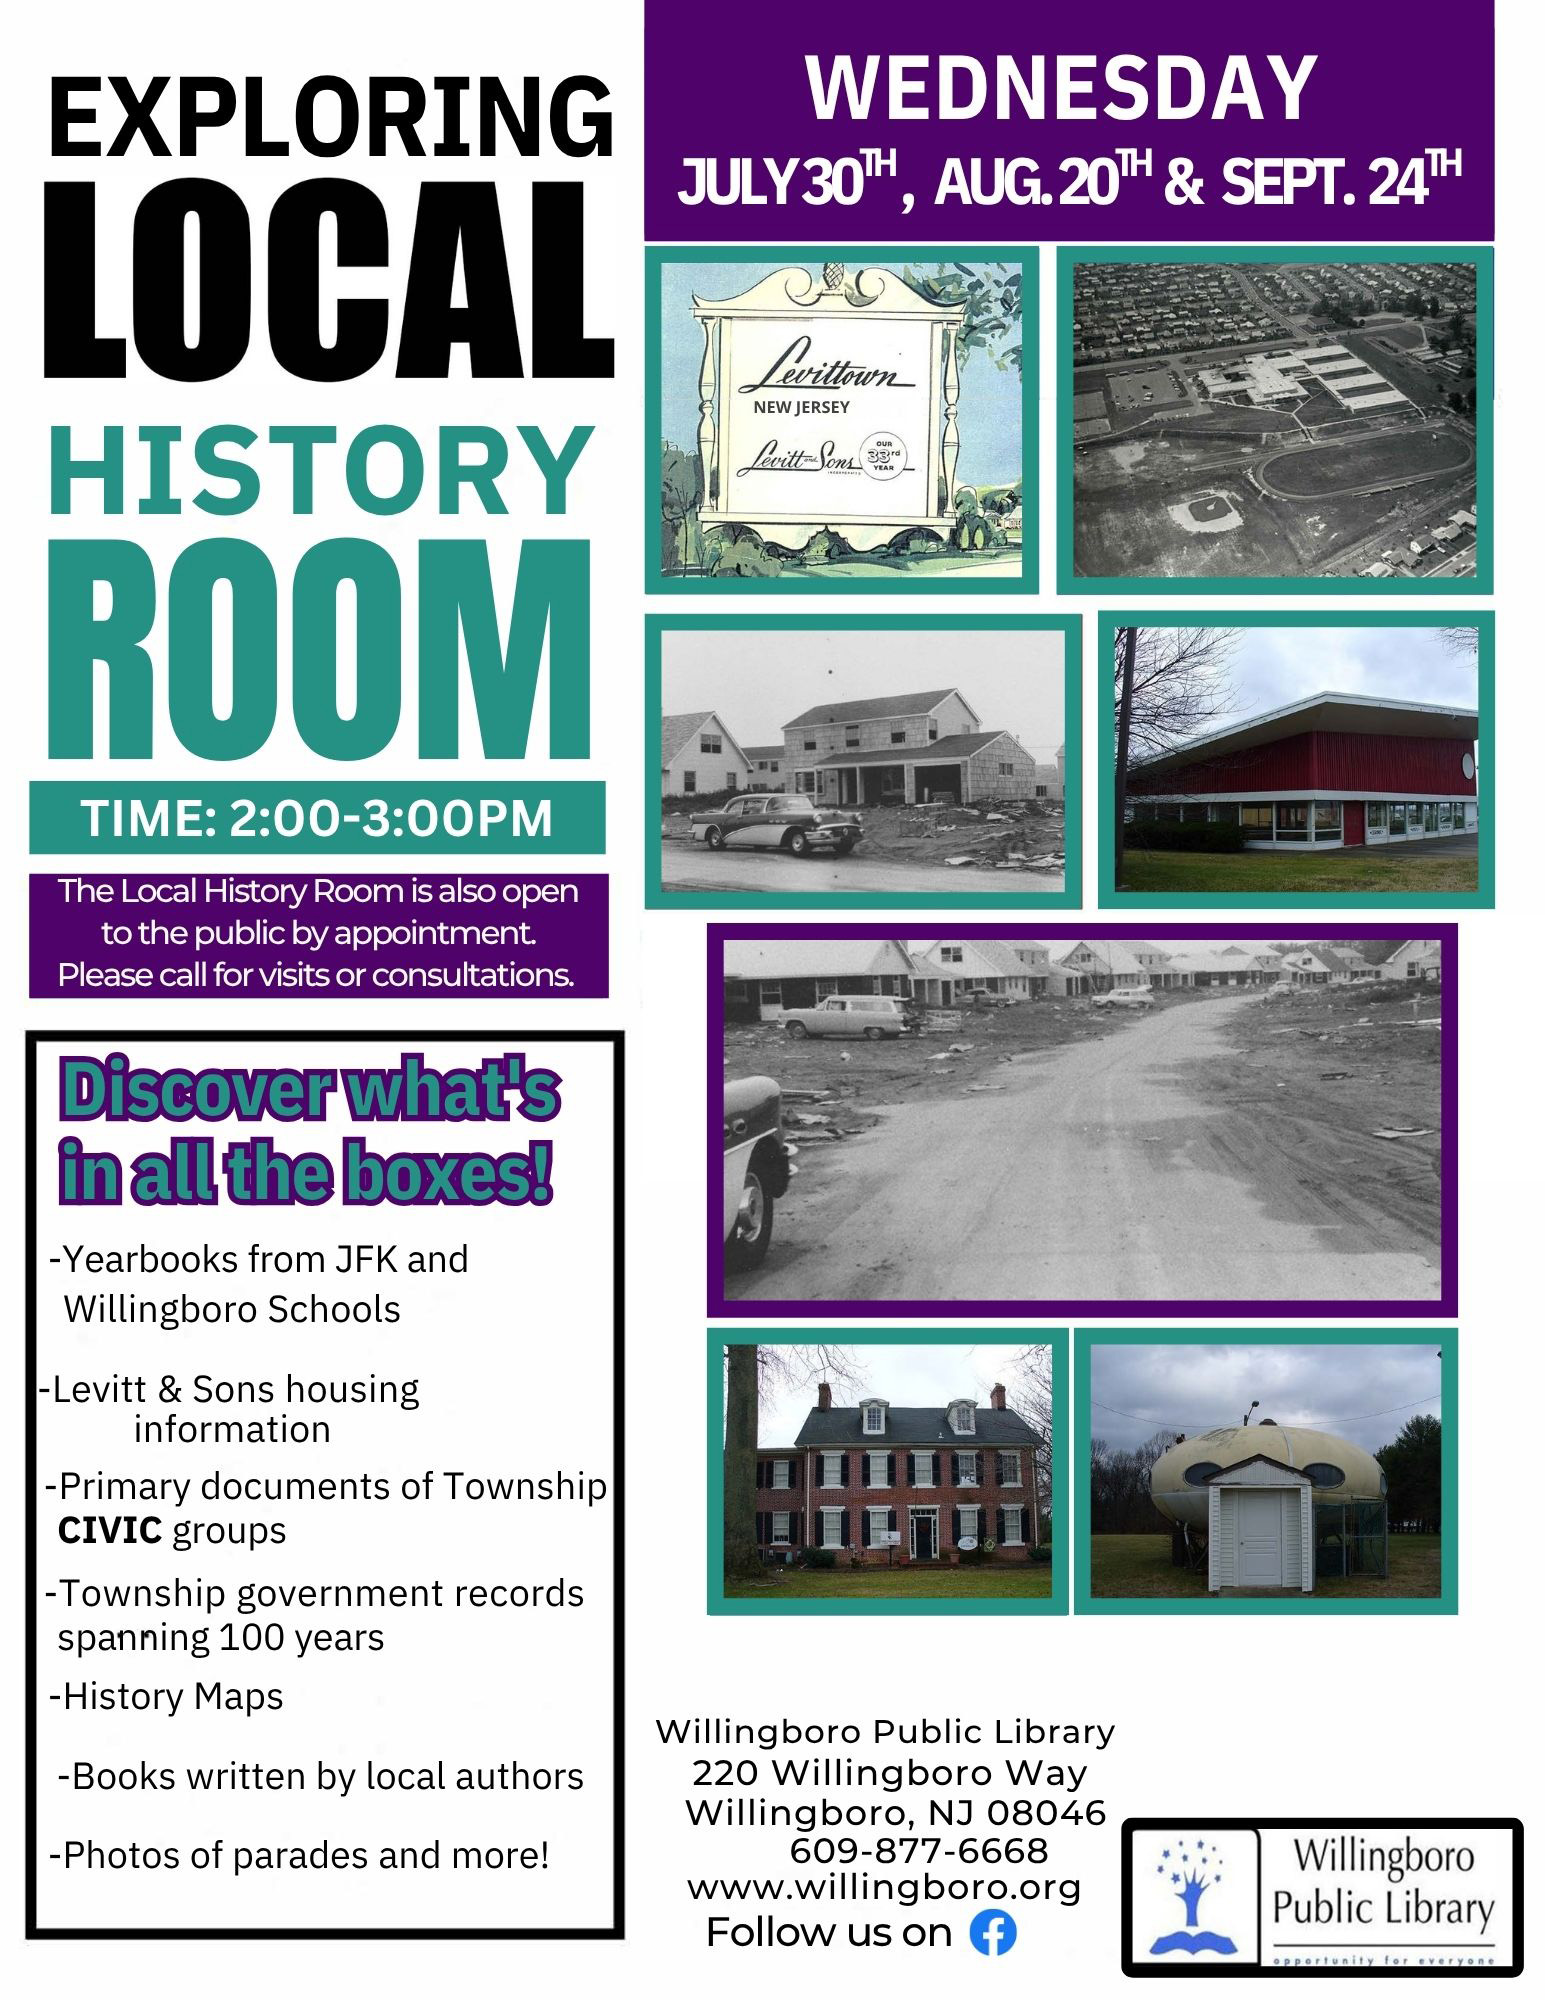 EXPLORING
LOCAL
HISTORY
ROOM
TIME: 2:00-3:00PM
The Local History Room is also open
to the public by appointment.
Please call for visits or consultations.
Discover what's
in all the boxes!
-Yearbooks from JFK and
Willingboro Schools
-Levitt & Sons housing
information
-Primary documents of Township
CIVIC groups
-Township government records
spanning 100 years
-History Maps
-Books written by local authors
-Photos of parades and more!
WEDNESDAY
JULY 30TH, AUG. 20TH & SEPT. 24TH
Levittown
NEW JERSEY
Levitt and Sons
INCORPORATED
OUR
33rd
YEAR
Willingboro Public Library
220 Willingboro Way
Willingboro, NJ 08046
609-877-6668
www.willingboro.org
Follow us on
Willingboro
Public Library
opportunity for everyone